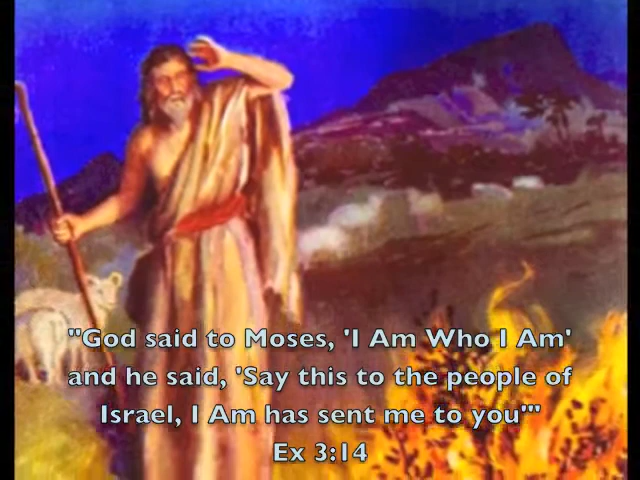 "God said to Moses, 'I Am Who I Am'
and he said, 'Say this to the people of
Israel, I Am has sent me to you'"
Ex 3:14